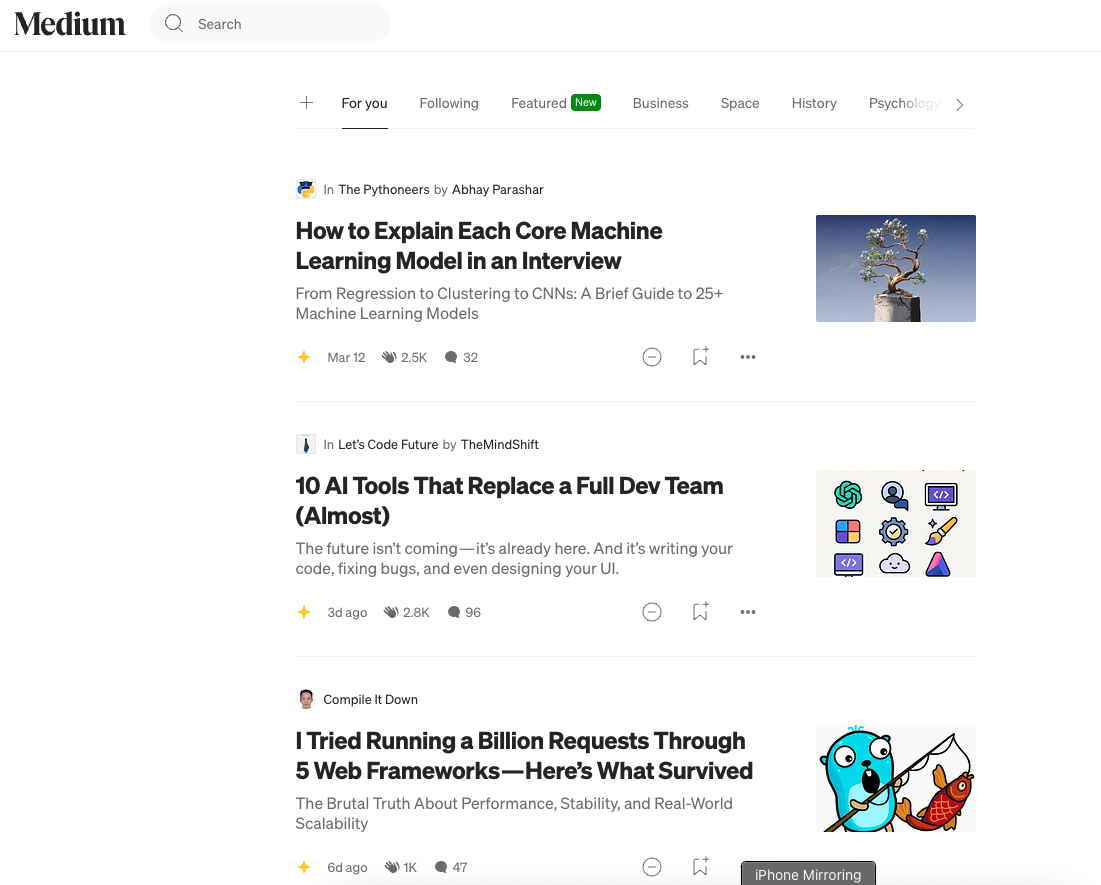 Medium
Search
For you
Following
Featured New
Business
Space
History
Psychology
In The Pythoneers by Abhay Parashar
How to Explain Each Core Machine
Learning Model in an Interview
From Regression to Clustering to CNNs: A Brief Guide to 25+
Machine Learning Models
Mar 12 2.5K 32
In Let’s Code Future by TheMindShift
10 AI Tools That Replace a Full Dev Team
(Almost)
The future isn’t coming — it’s already here. And it’s writing your
code, fixing bugs, and even designing your UI.
3d ago 2.8K 96
Compile It Down
I Tried Running a Billion Requests Through
5 Web Frameworks — Here’s What Survived
The Brutal Truth About Performance, Stability, and Real-World
Scalability
6d ago 1K 47
iPhone Mirroring